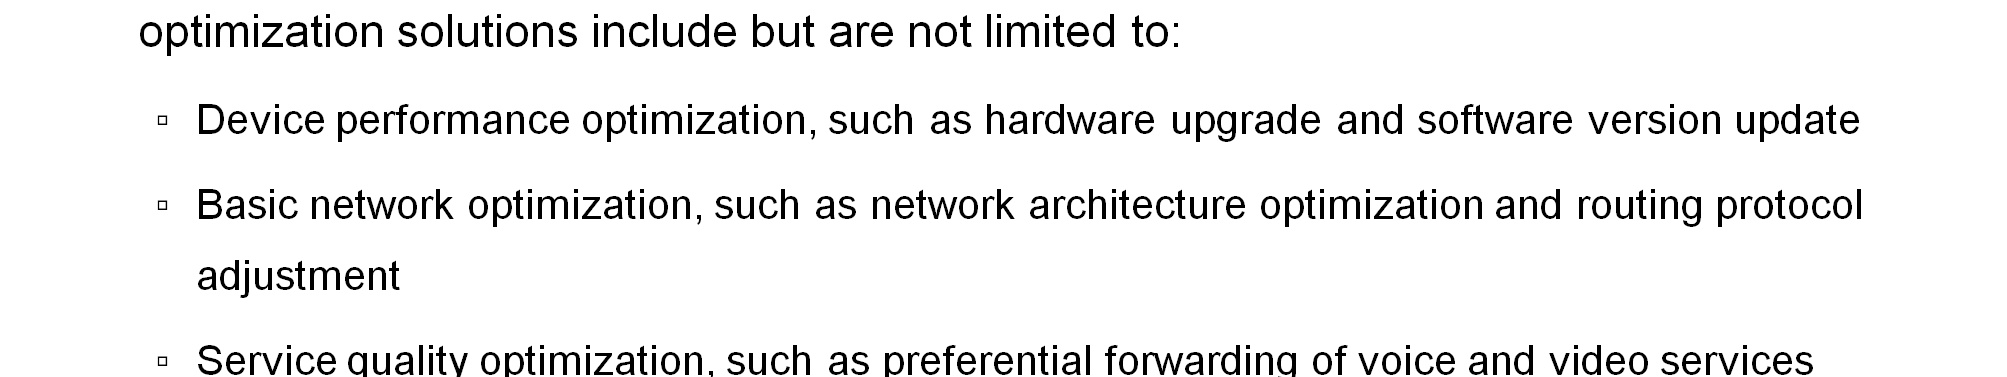 optimization solutions include but are not limited to:
▫ Device performance optimization, such as hardware upgrade and software version update
▫ Basic network optimization, such as network architecture optimization and routing protocol
adjustment
▫ Service quality optimization, such as preferential forwarding of voice and video services